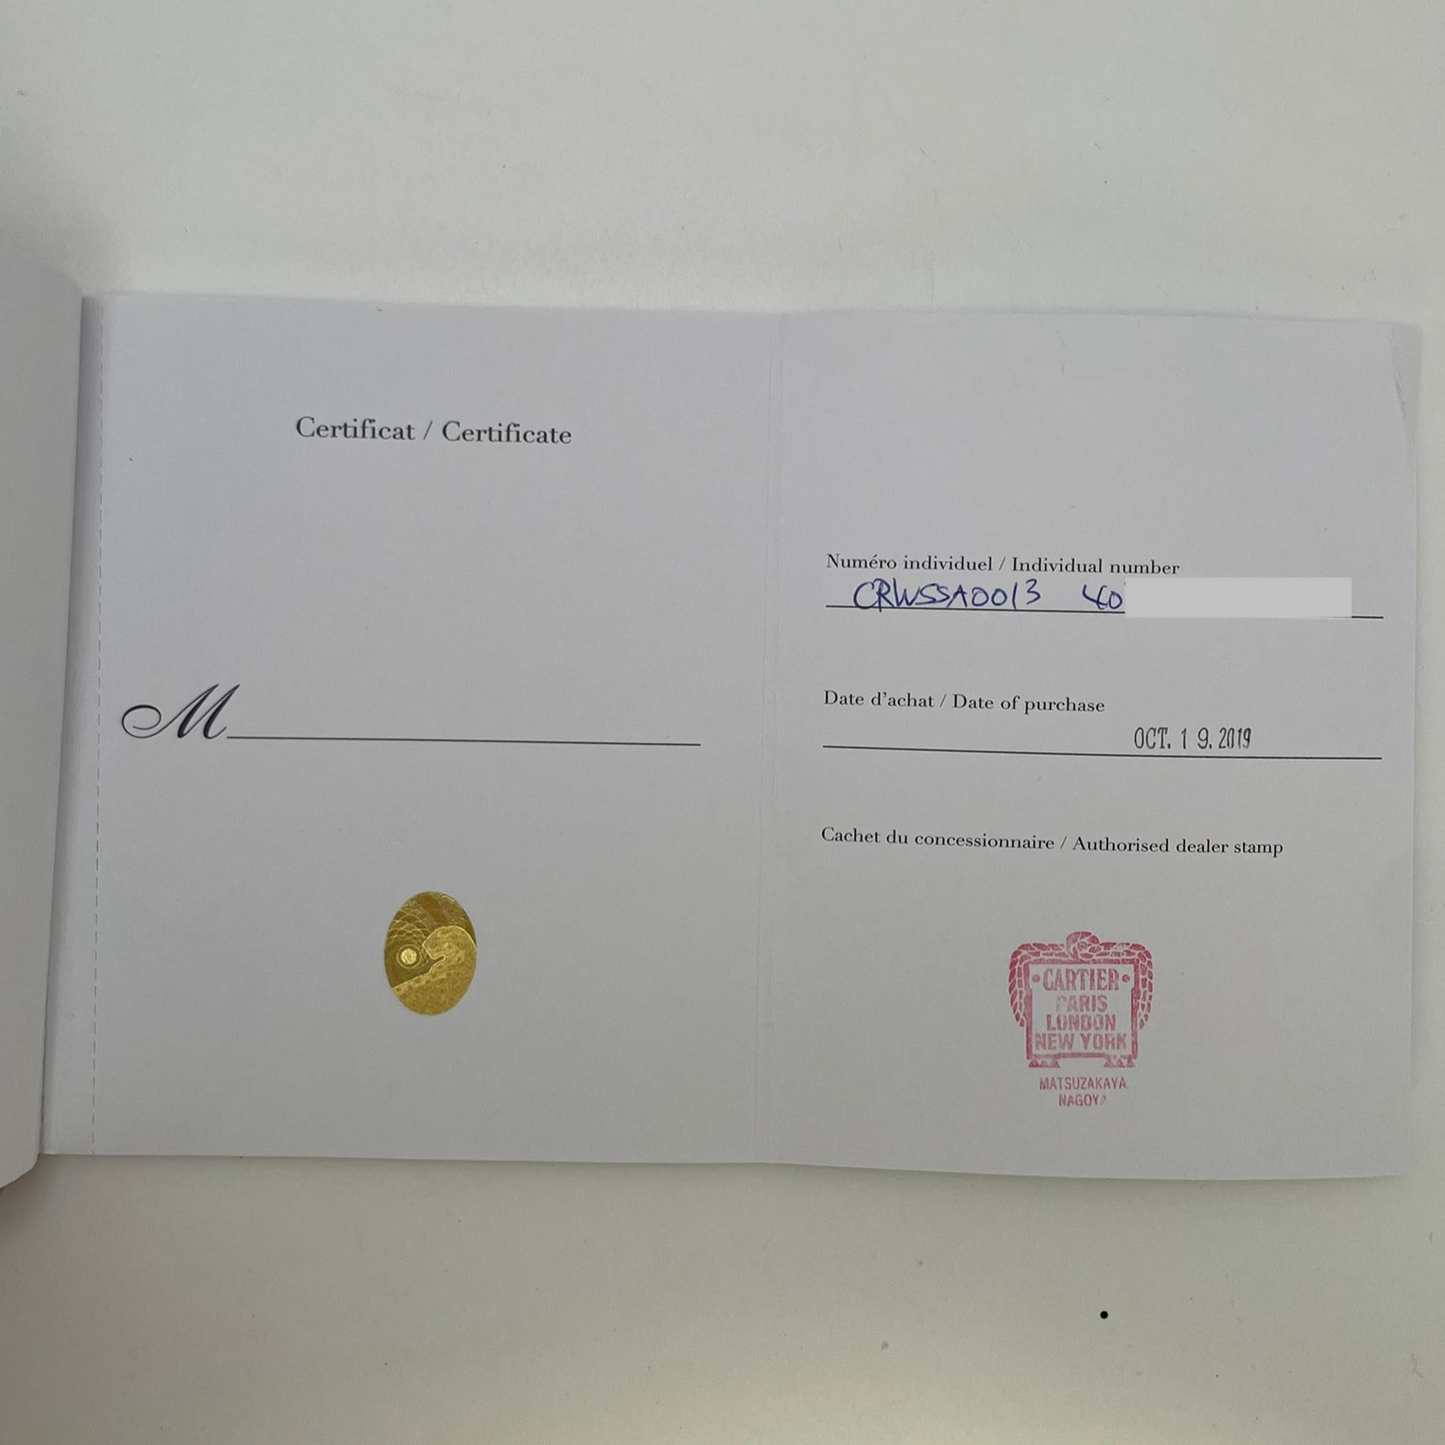 Certificat / Certificate
M
Numéro individuel / Individual number
CRWSSA0013 40
Date d'achat / Date of purchase
OCT. 1 9. 2019
Cachet du concessionnaire / Authorised dealer stamp
CARTIER
PARIS
LONDON
NEW YORK
MATSUZAKAYA
NAGOYA